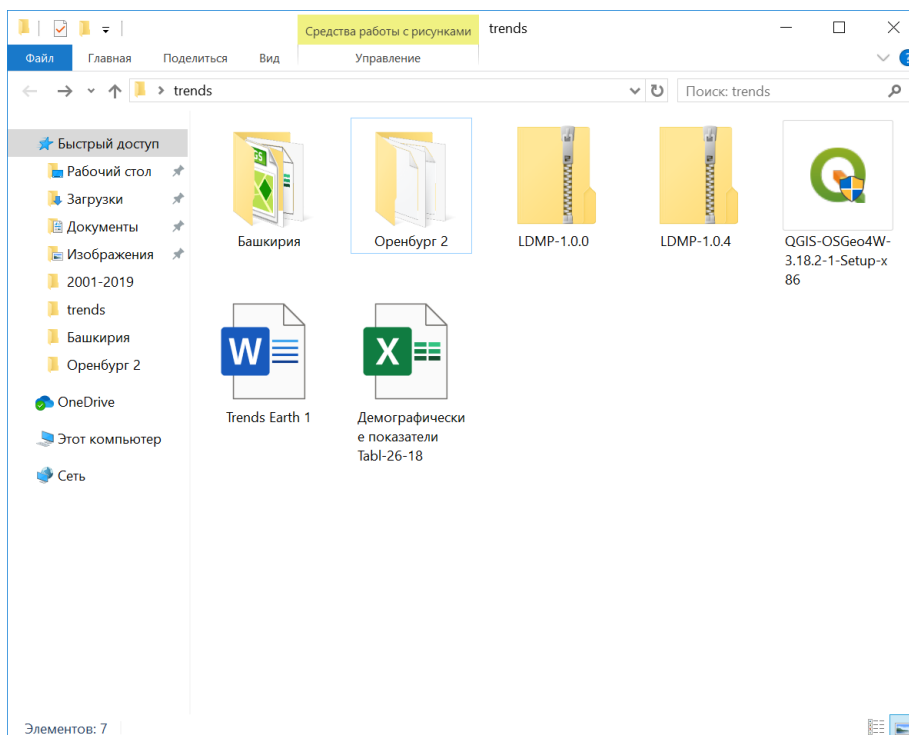 Средства работы с рисунками
trends
Файл
Главная
Поделиться
Вид
Управление
?
trends
Поиск: trends
Быстрый доступ
Рабочий стол
Загрузки
Документы
Изображения
2001-2019
trends
Башкирия
Оренбург 2
OneDrive
Этот компьютер
Сеть
GS
Башкирия
Оренбург 2
LDMP-1.0.0
LDMP-1.0.4
QGIS-OSGeo4W-
3.18.2-1-Setup-x
86
W
Trends Earth 1
X
Демографически
е показатели
Tabl-26-18
Элементов: 7